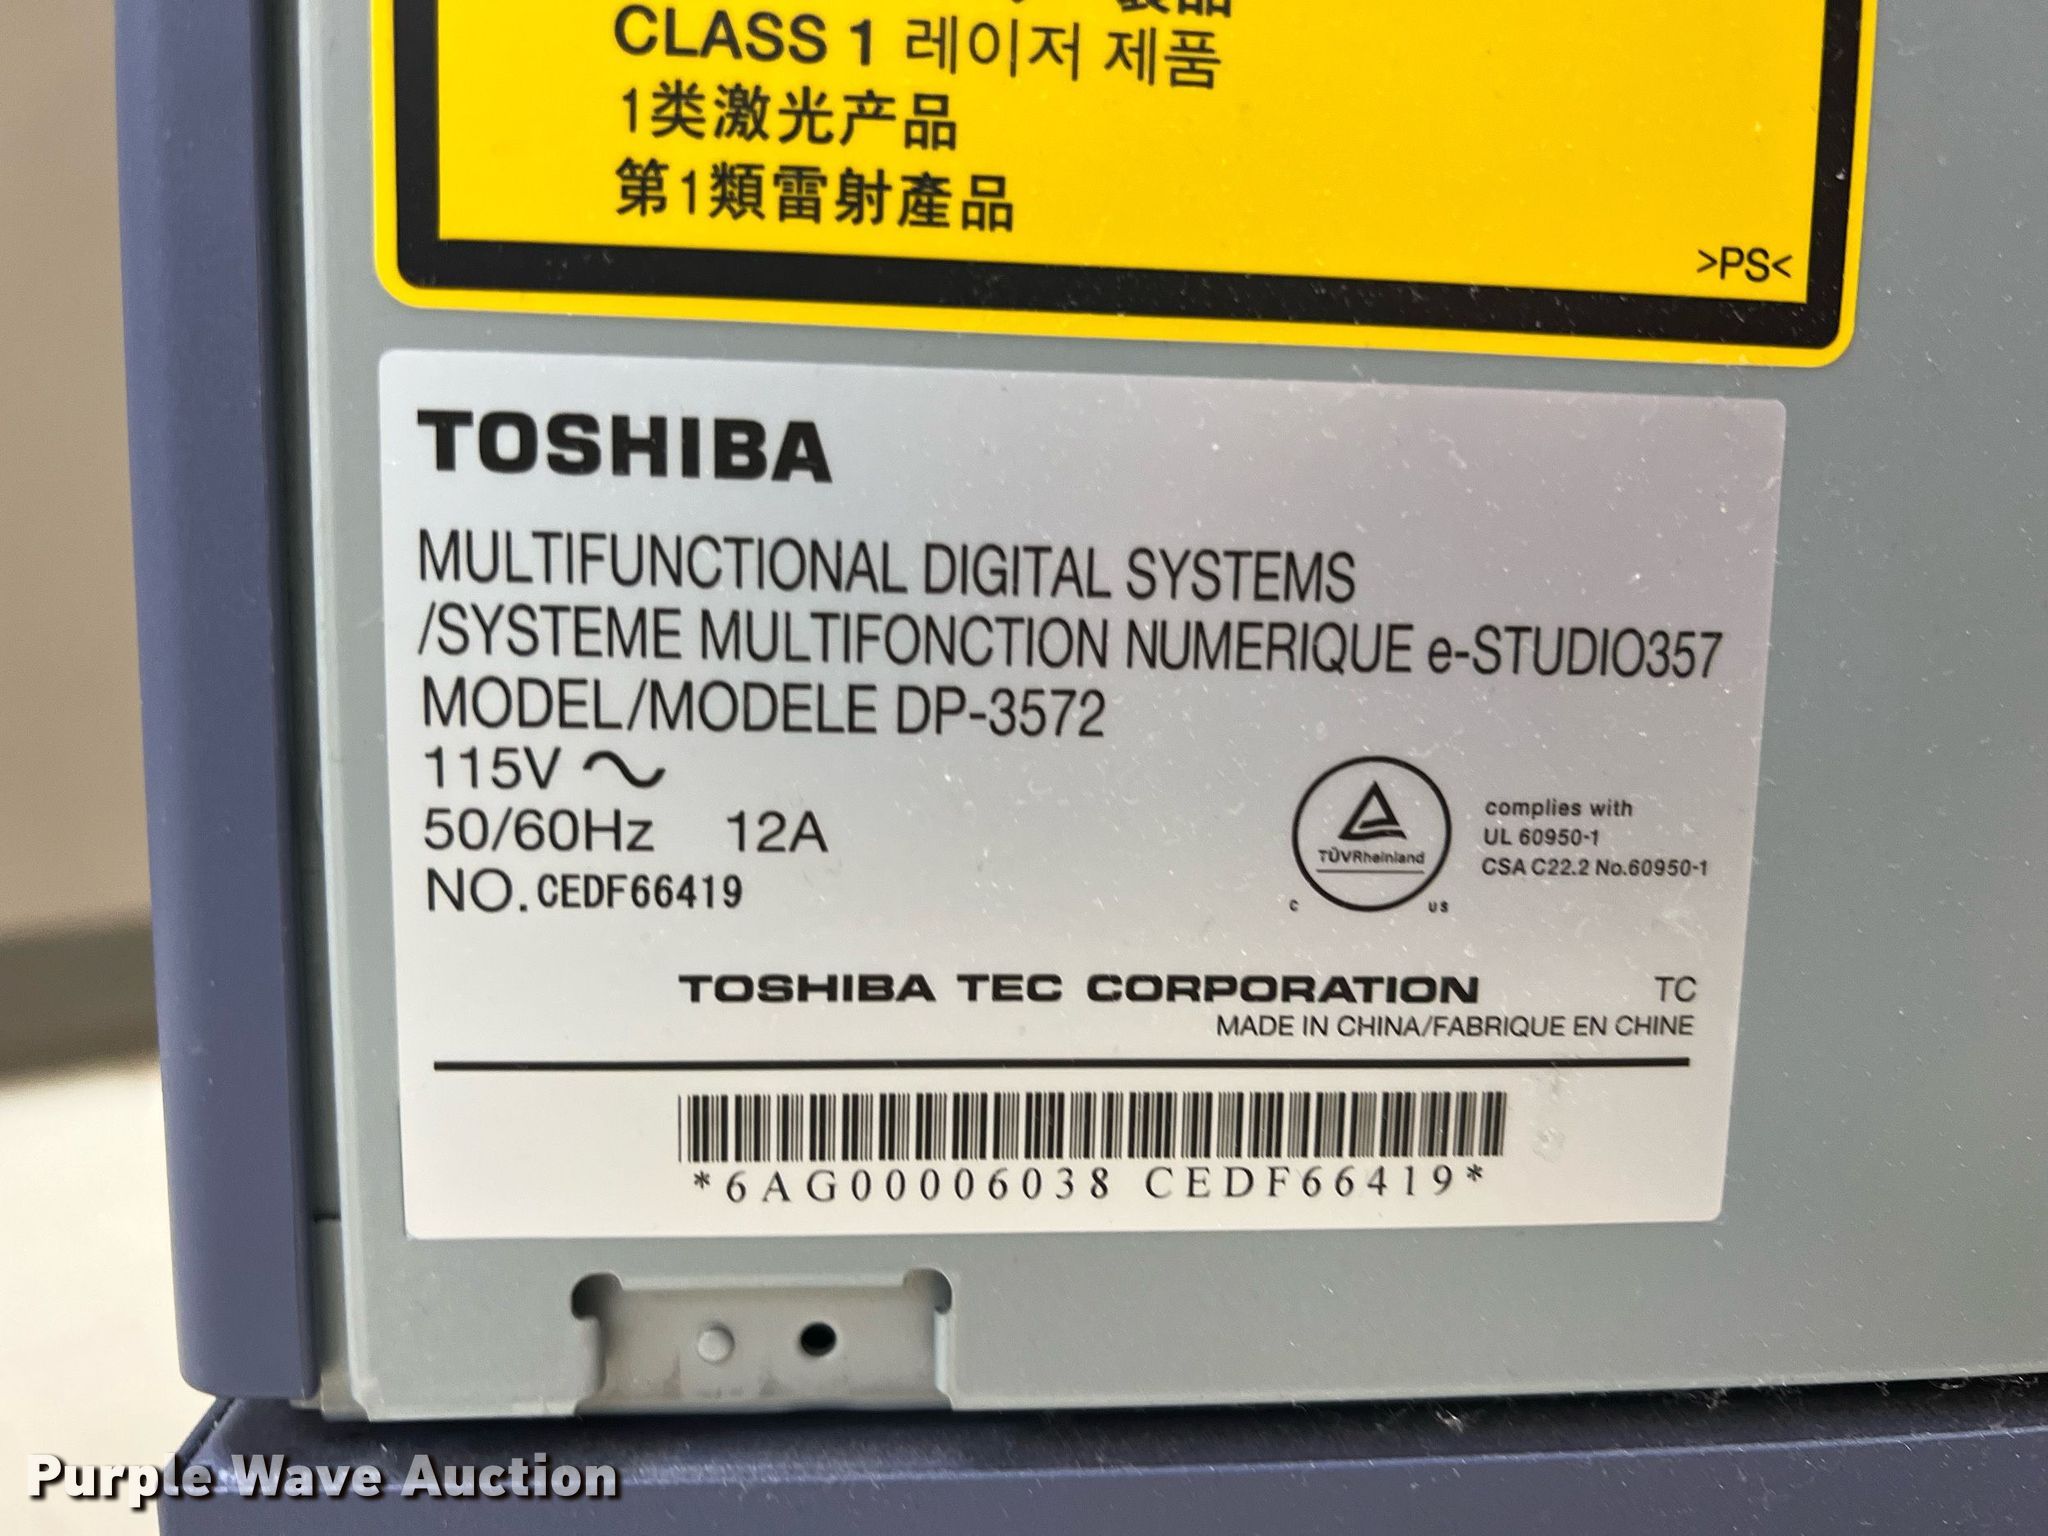 CLASS 1 레이저 제품
1类激光产品
第1類雷射產品
>PS<
TOSHIBA
MULTIFUNCTIONAL DIGITAL SYSTEMS
/SYSTEME MULTIFONCTION NUMERIQUE e-STUDIO357
MODEL/MODELE DP-3572
115V ~
50/60Hz 12A
NO. CEDF66419
TÜVRheinland
C US
complies with
UL 60950-1
CSA C22.2 No.60950-1
TOSHIBA TEC CORPORATION TC
MADE IN CHINA/FABRIQUE EN CHINE
*6AG00006038 CEDF66419*
Purple Wave Auction